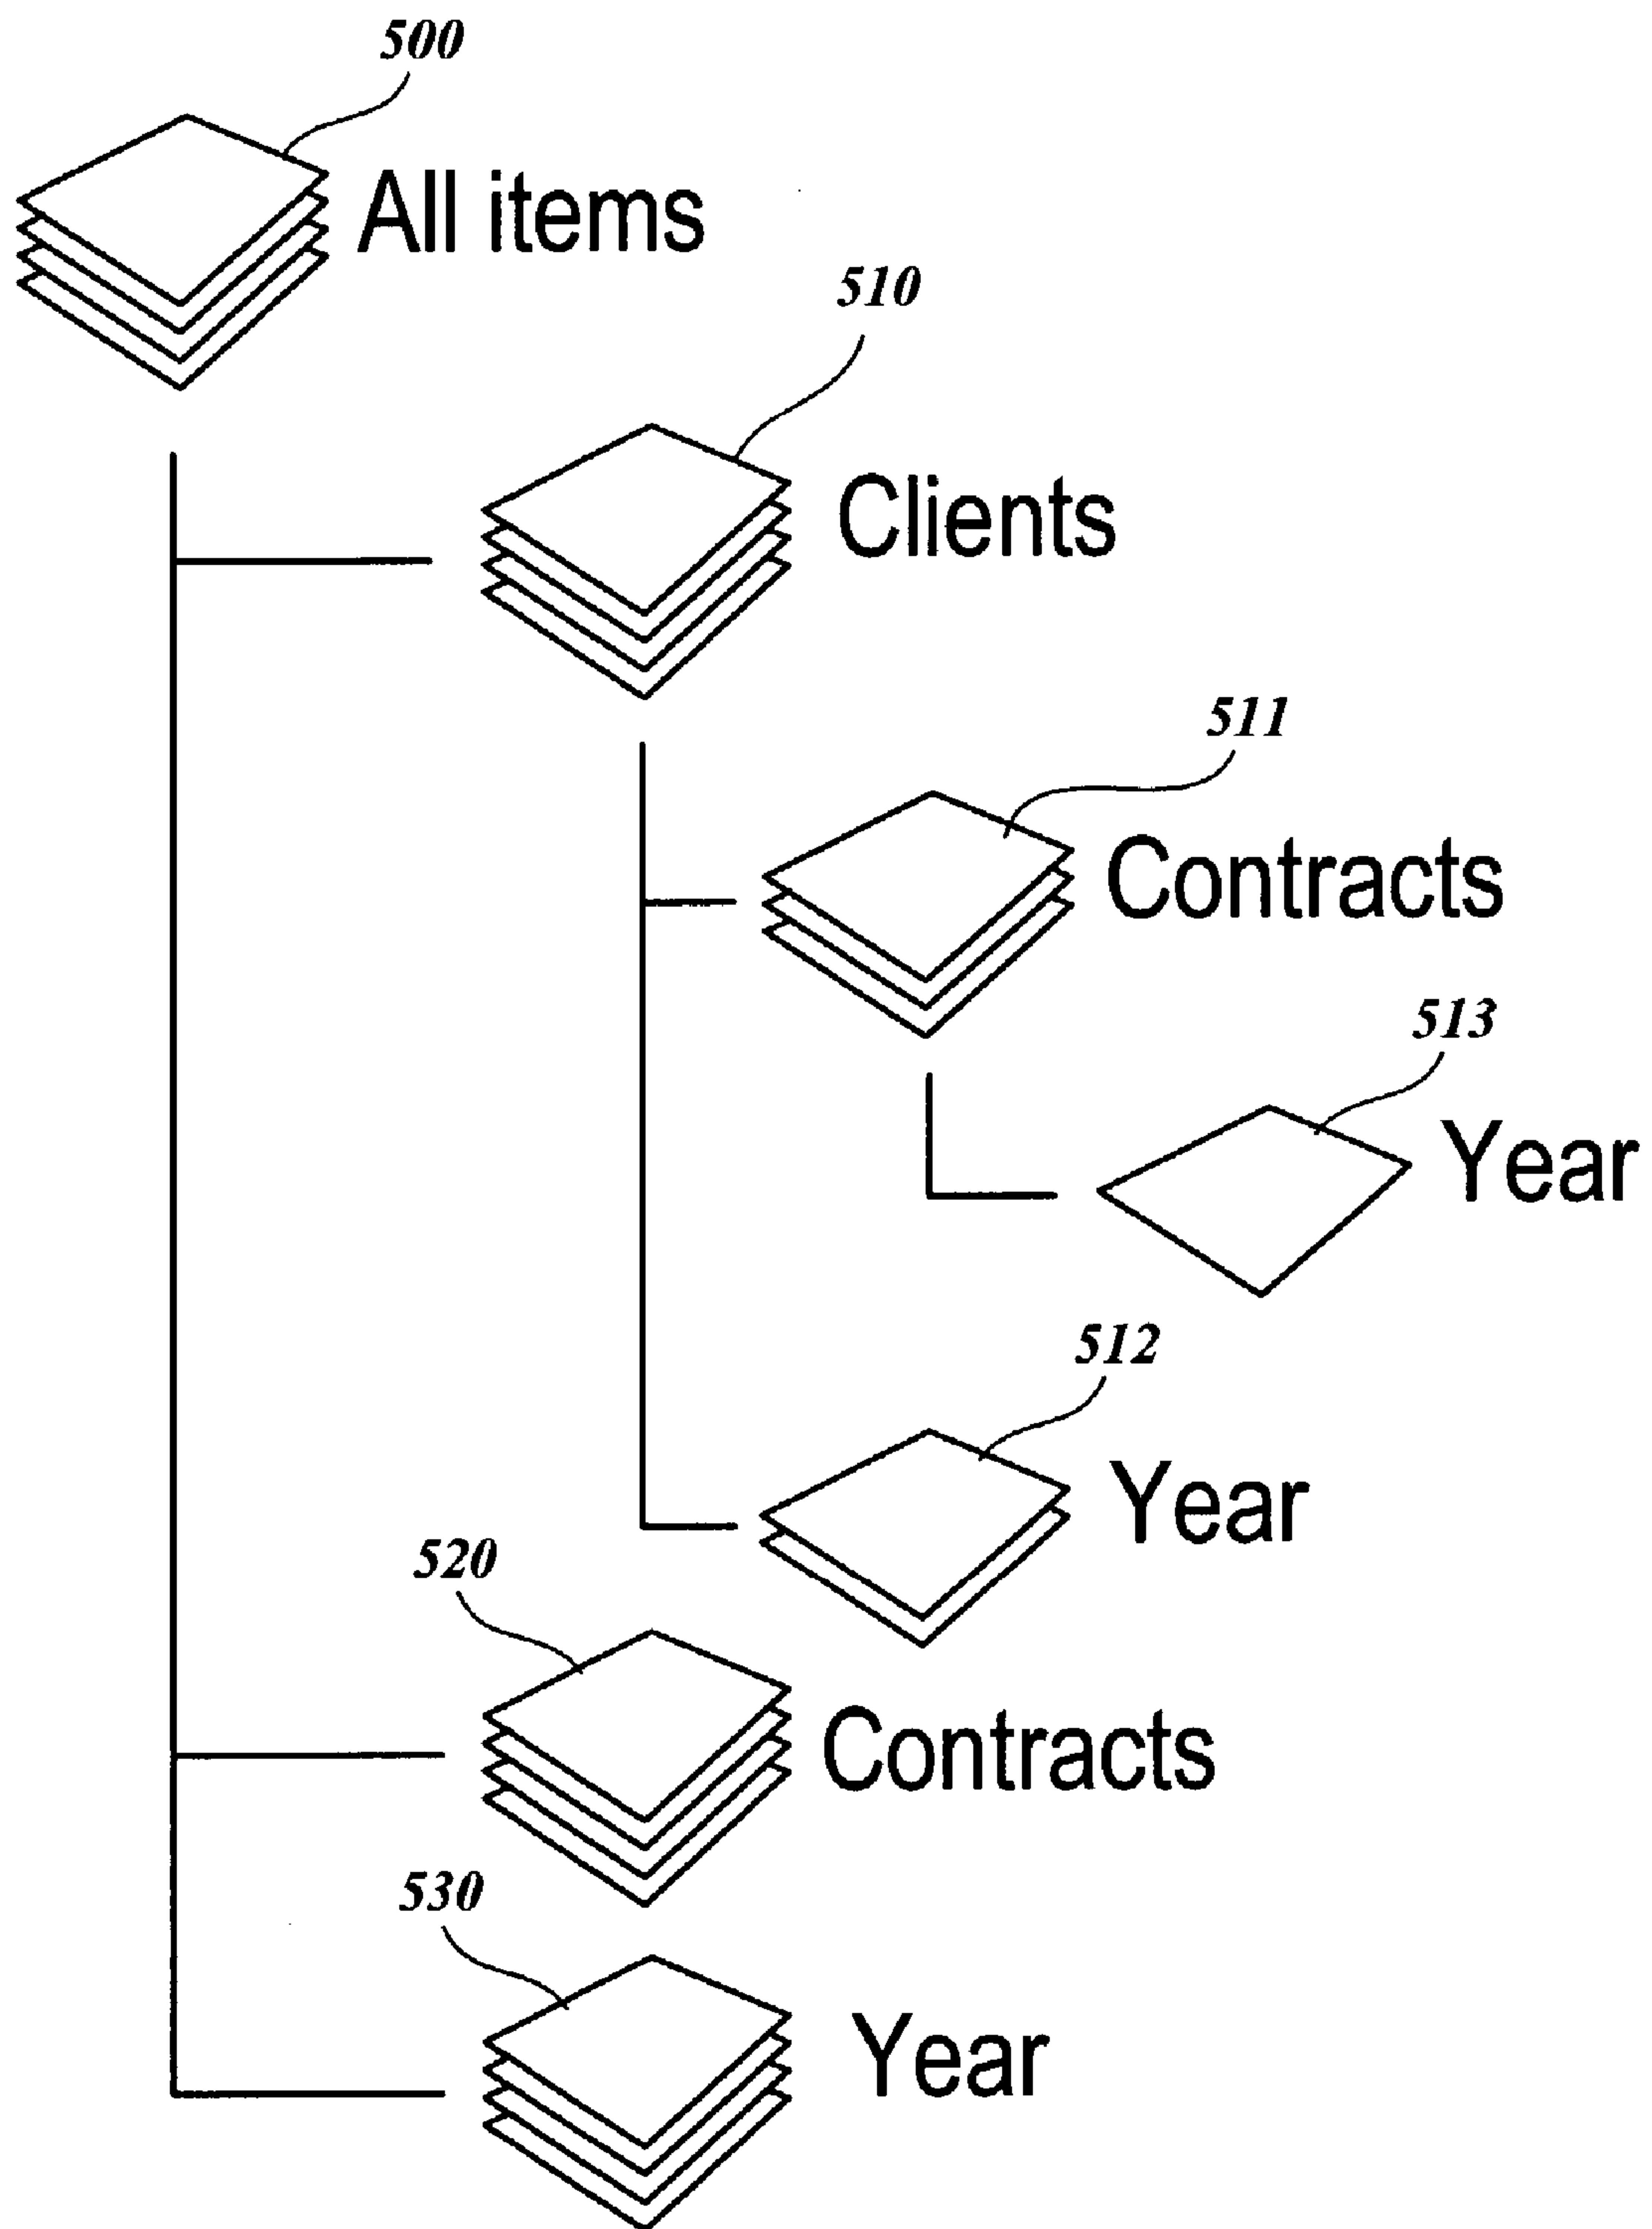 500
All items
510
Clients
511
Contracts
513
Year
512
Year
520
Contracts
530
Year